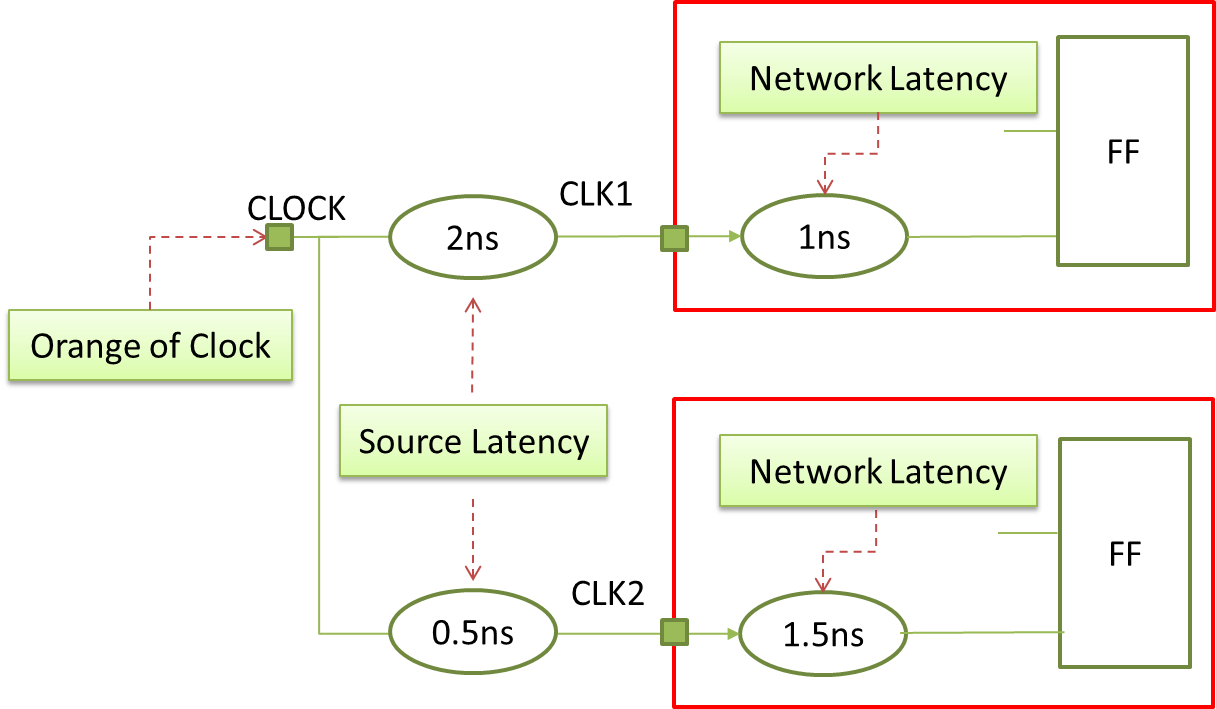 Network Latency
FF
CLOCK
CLK1
2ns
1ns
Orange of Clock
Source Latency
Network Latency
FF
CLK2
0.5ns
1.5ns